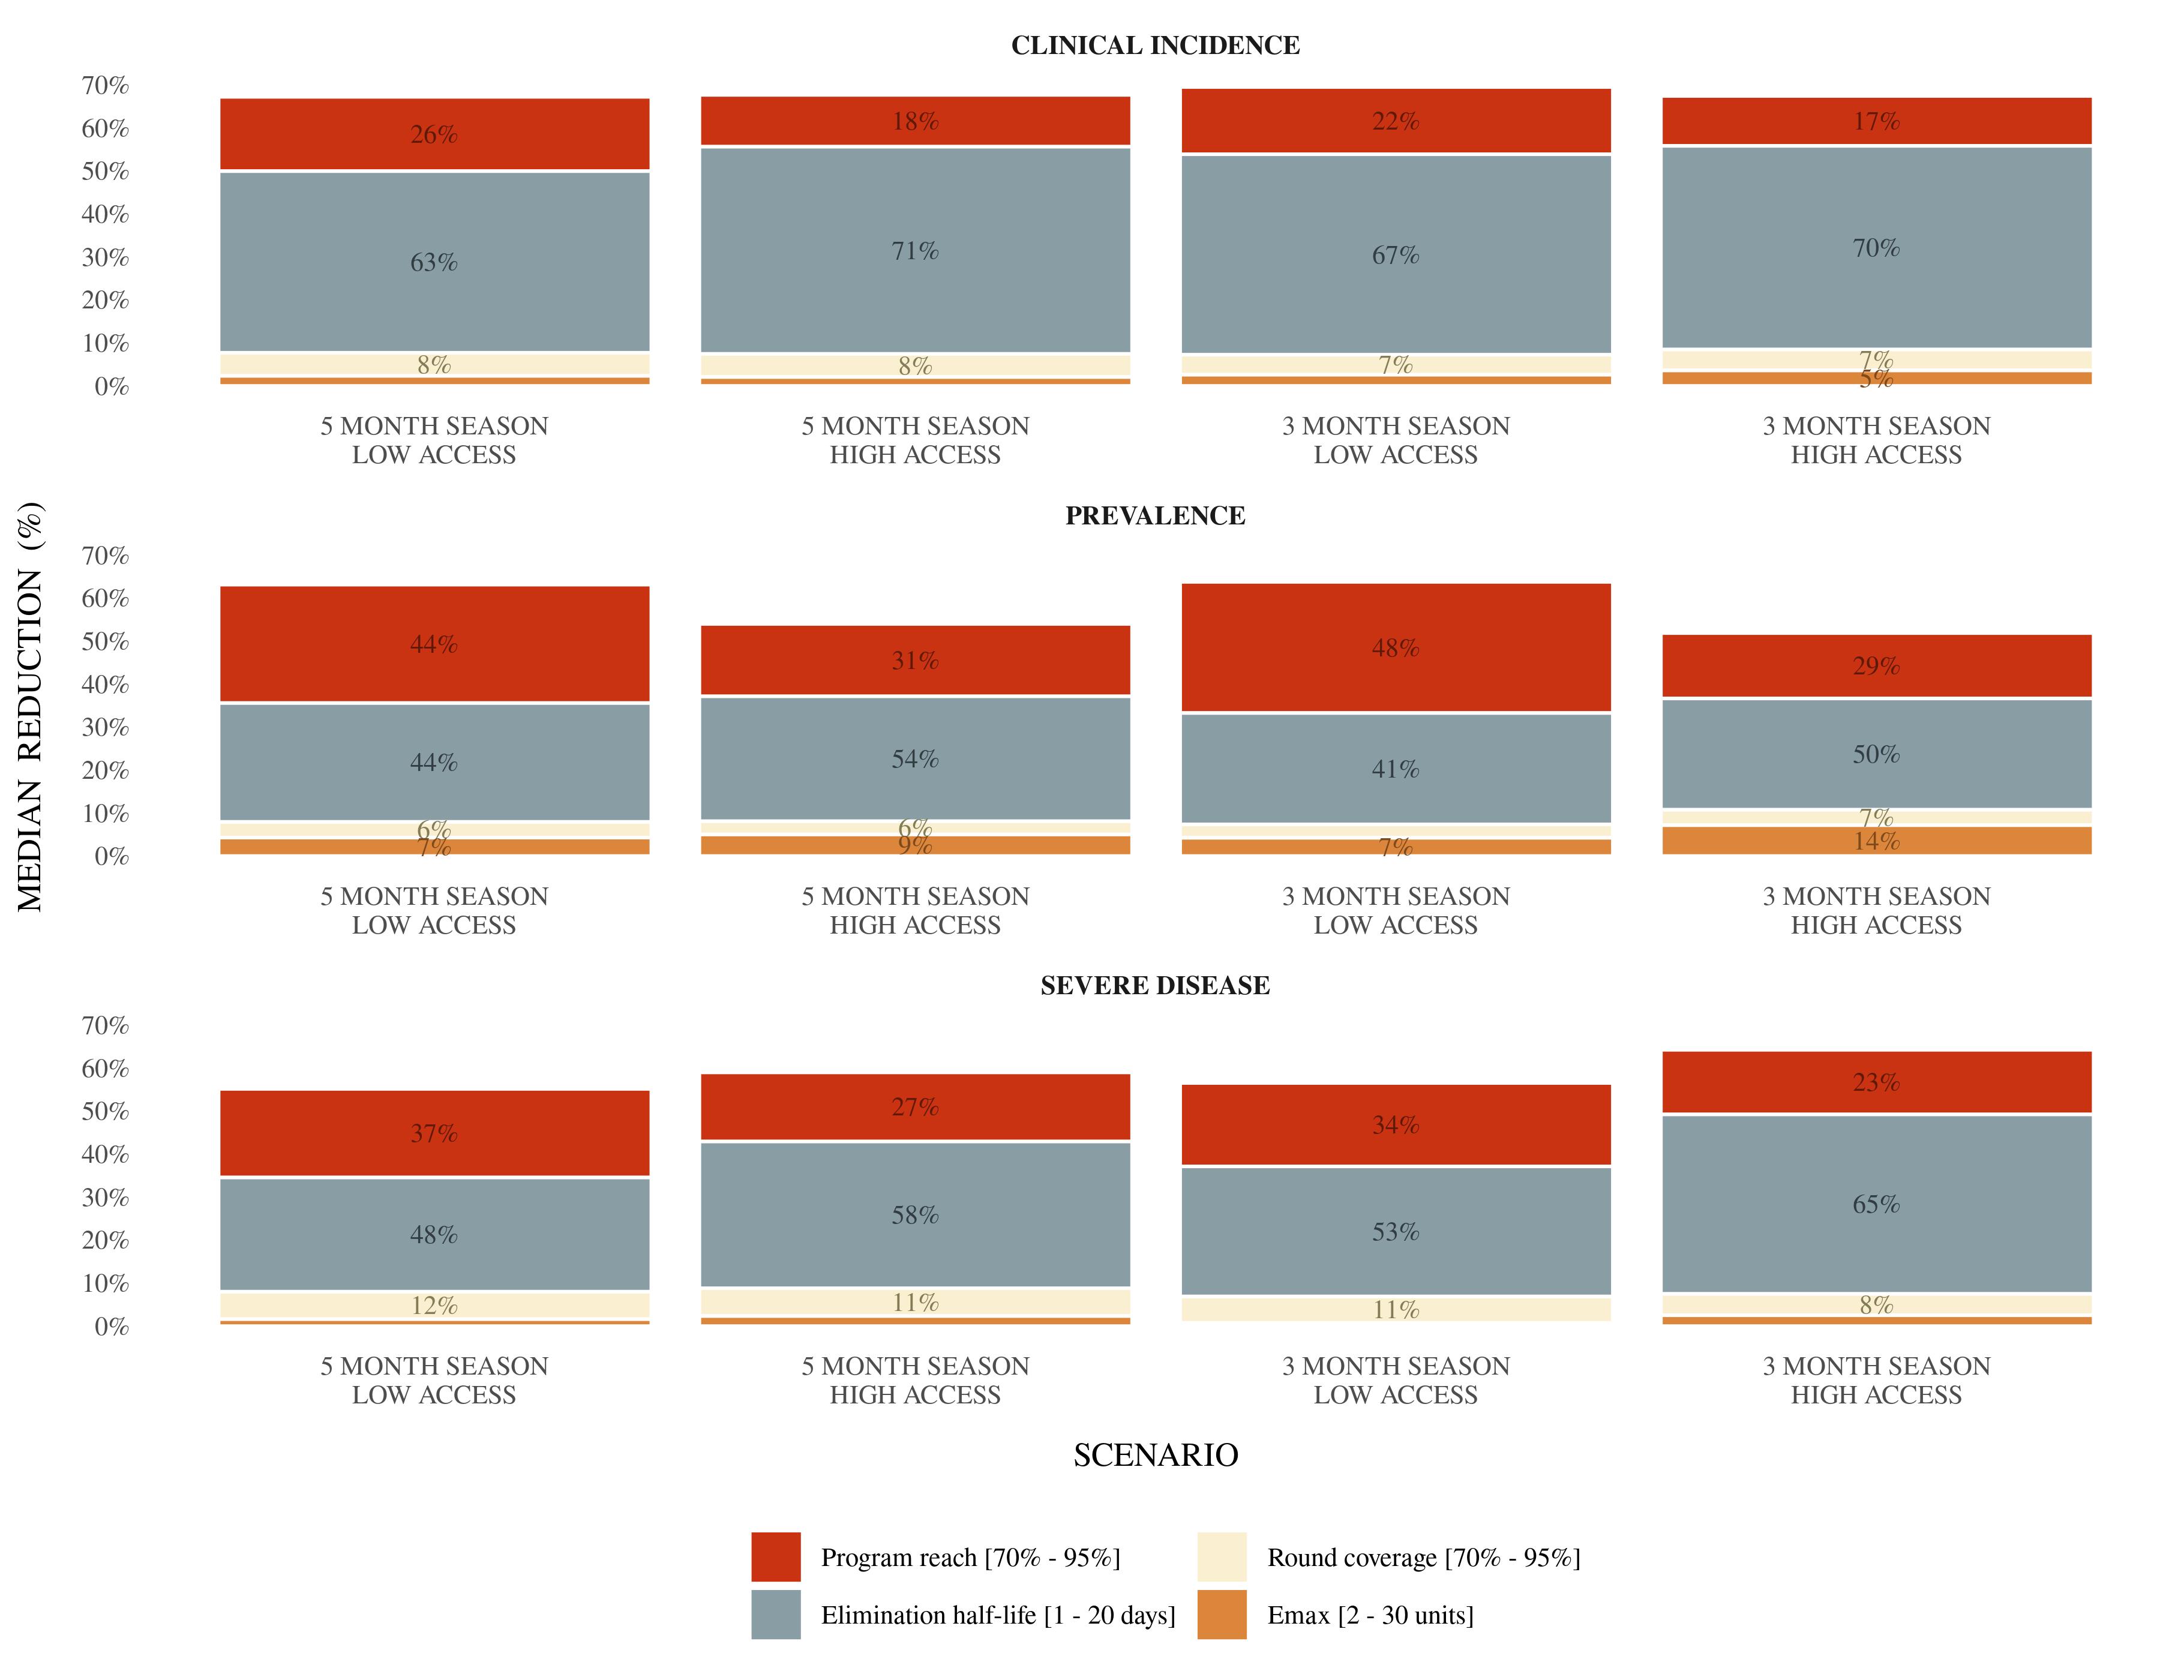 CLINICAL INCIDENCE
70%
60%
50%
40%
30%
20%
10%
0%
26%
63%
8%
18%
71%
8%
22%
67%
7%
17%
70%
7%
5%
5 MONTH SEASON
LOW ACCESS
5 MONTH SEASON
HIGH ACCESS
3 MONTH SEASON
LOW ACCESS
3 MONTH SEASON
HIGH ACCESS
MEDIAN REDUCTION (%)
PREVALENCE
70%
60%
50%
40%
30%
20%
10%
0%
44%
44%
6%
7%
31%
54%
6%
9%
48%
41%
7%
29%
50%
7%
14%
5 MONTH SEASON
LOW ACCESS
5 MONTH SEASON
HIGH ACCESS
3 MONTH SEASON
LOW ACCESS
3 MONTH SEASON
HIGH ACCESS
SEVERE DISEASE
70%
60%
50%
40%
30%
20%
10%
0%
37%
48%
12%
27%
58%
11%
34%
53%
11%
23%
65%
8%
5 MONTH SEASON
LOW ACCESS
5 MONTH SEASON
HIGH ACCESS
3 MONTH SEASON
LOW ACCESS
3 MONTH SEASON
HIGH ACCESS
SCENARIO
Program reach [70% - 95%]
Round coverage [70% - 95%]
Elimination half-life [1 - 20 days]
Emax [2 - 30 units]